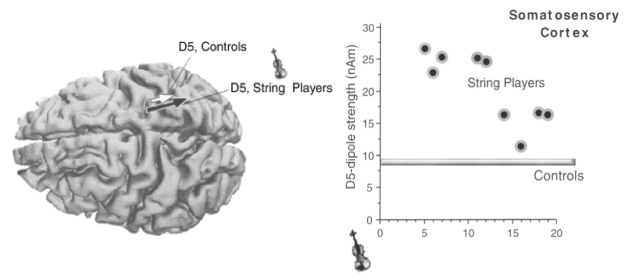 D5, Controls
D5, String Players
Somatosensory
Cortex
D5-dipole strength (nAm)
30
25
20
15
10
5
0
String Players
Controls
0 5 10 15 20